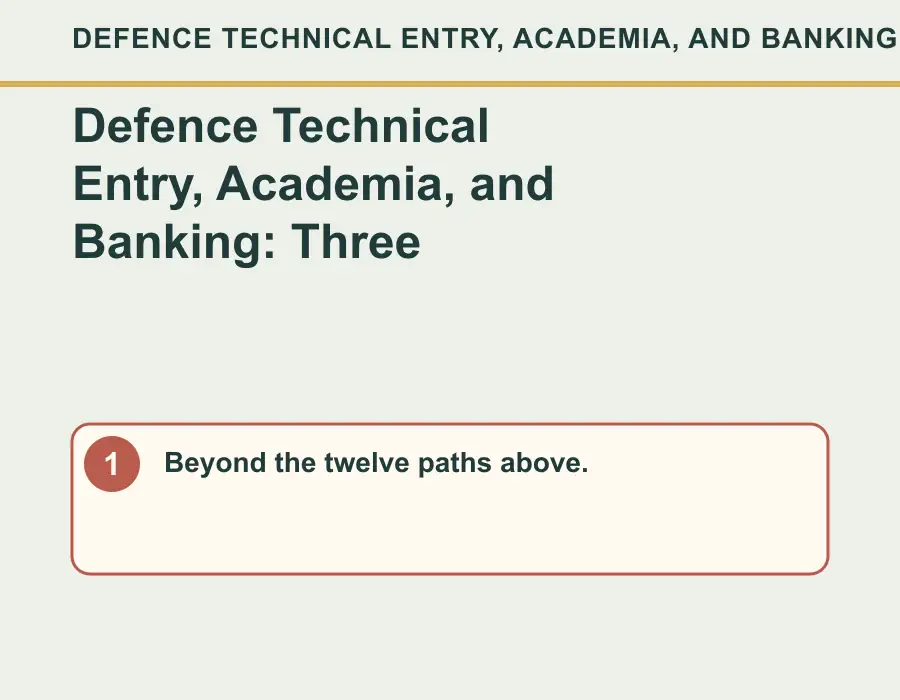 DEFENCE TECHNICAL ENTRY, ACADEMIA, AND BANKING
Defence Technical
Entry, Academia, and
Banking: Three
1 Beyond the twelve paths above.